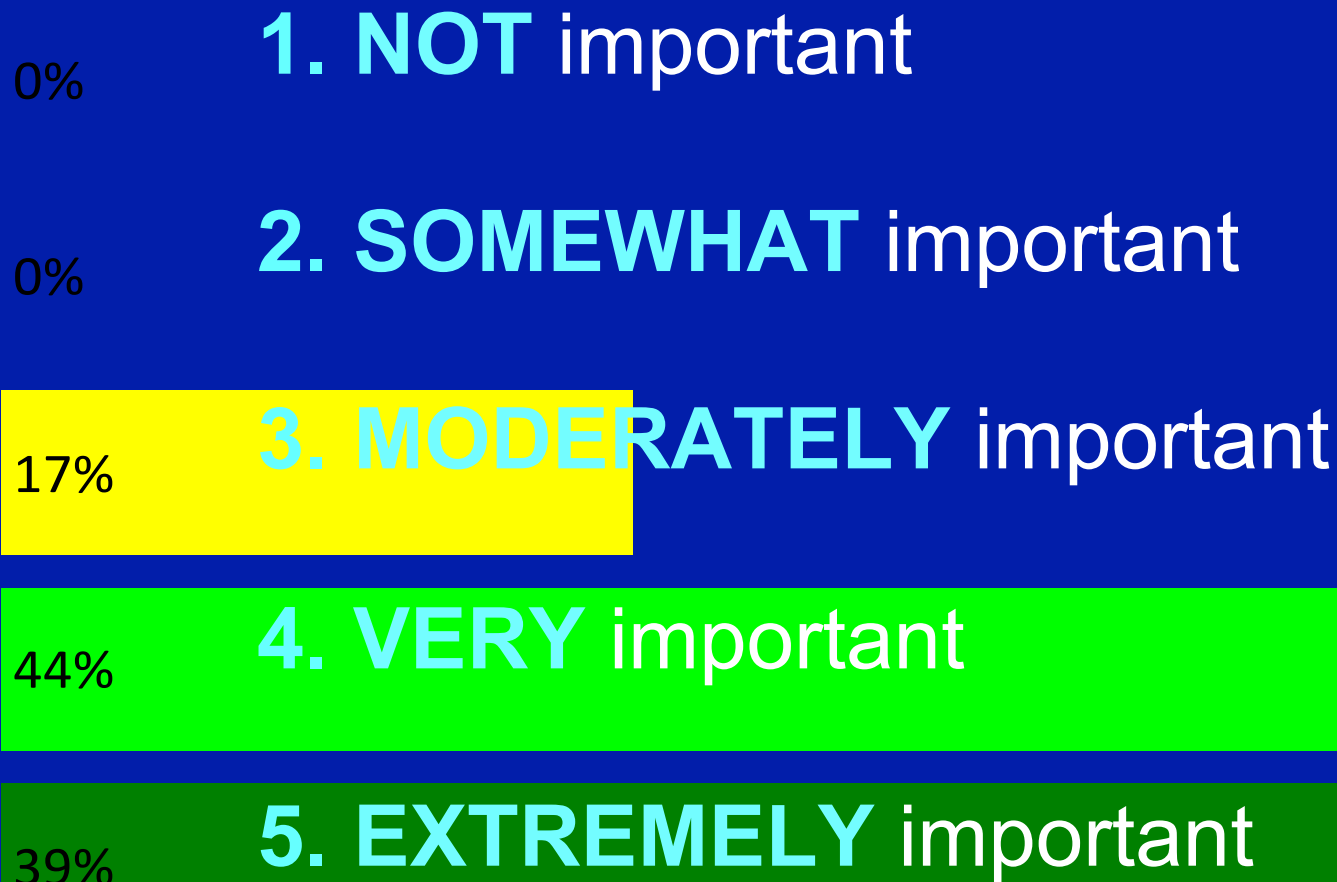 1. NOT important
0%
2. SOMEWHAT important
0%
3. MODERATELY important
17%
4. VERY important
44%
5. EXTREMELY important
39%